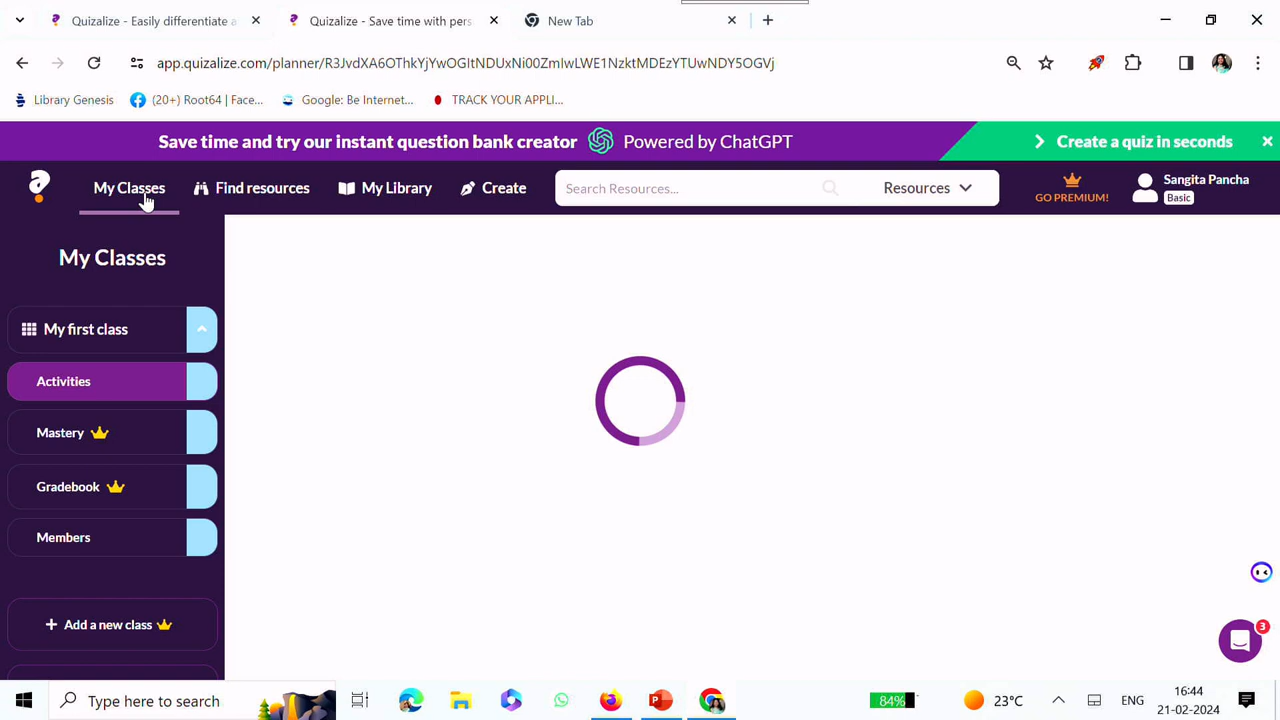 Quizalize - Easily differentiate a
Quizalize - Save time with pers
New Tab
app.quizalize.com/planner/R3JvdXA6OThkYjYwOGItNDUxNi00ZmIwLWE1NzktMDEzYTUwNDY5OGVj
Library Genesis
(20+) Root64 | Face...
Google: Be Internet...
TRACK YOUR APPLI...
Save time and try our instant question bank creator Powered by ChatGPT
Create a quiz in seconds
My Classes
Find resources
My Library
Create
Search Resources...
Resources
GO PREMIUM!
Sangita Pancha
Basic
My Classes
My first class
Activities
Mastery
Gradebook
Members
+ Add a new class
3
Type here to search
84%
23°C
ENG
16:44
21-02-2024